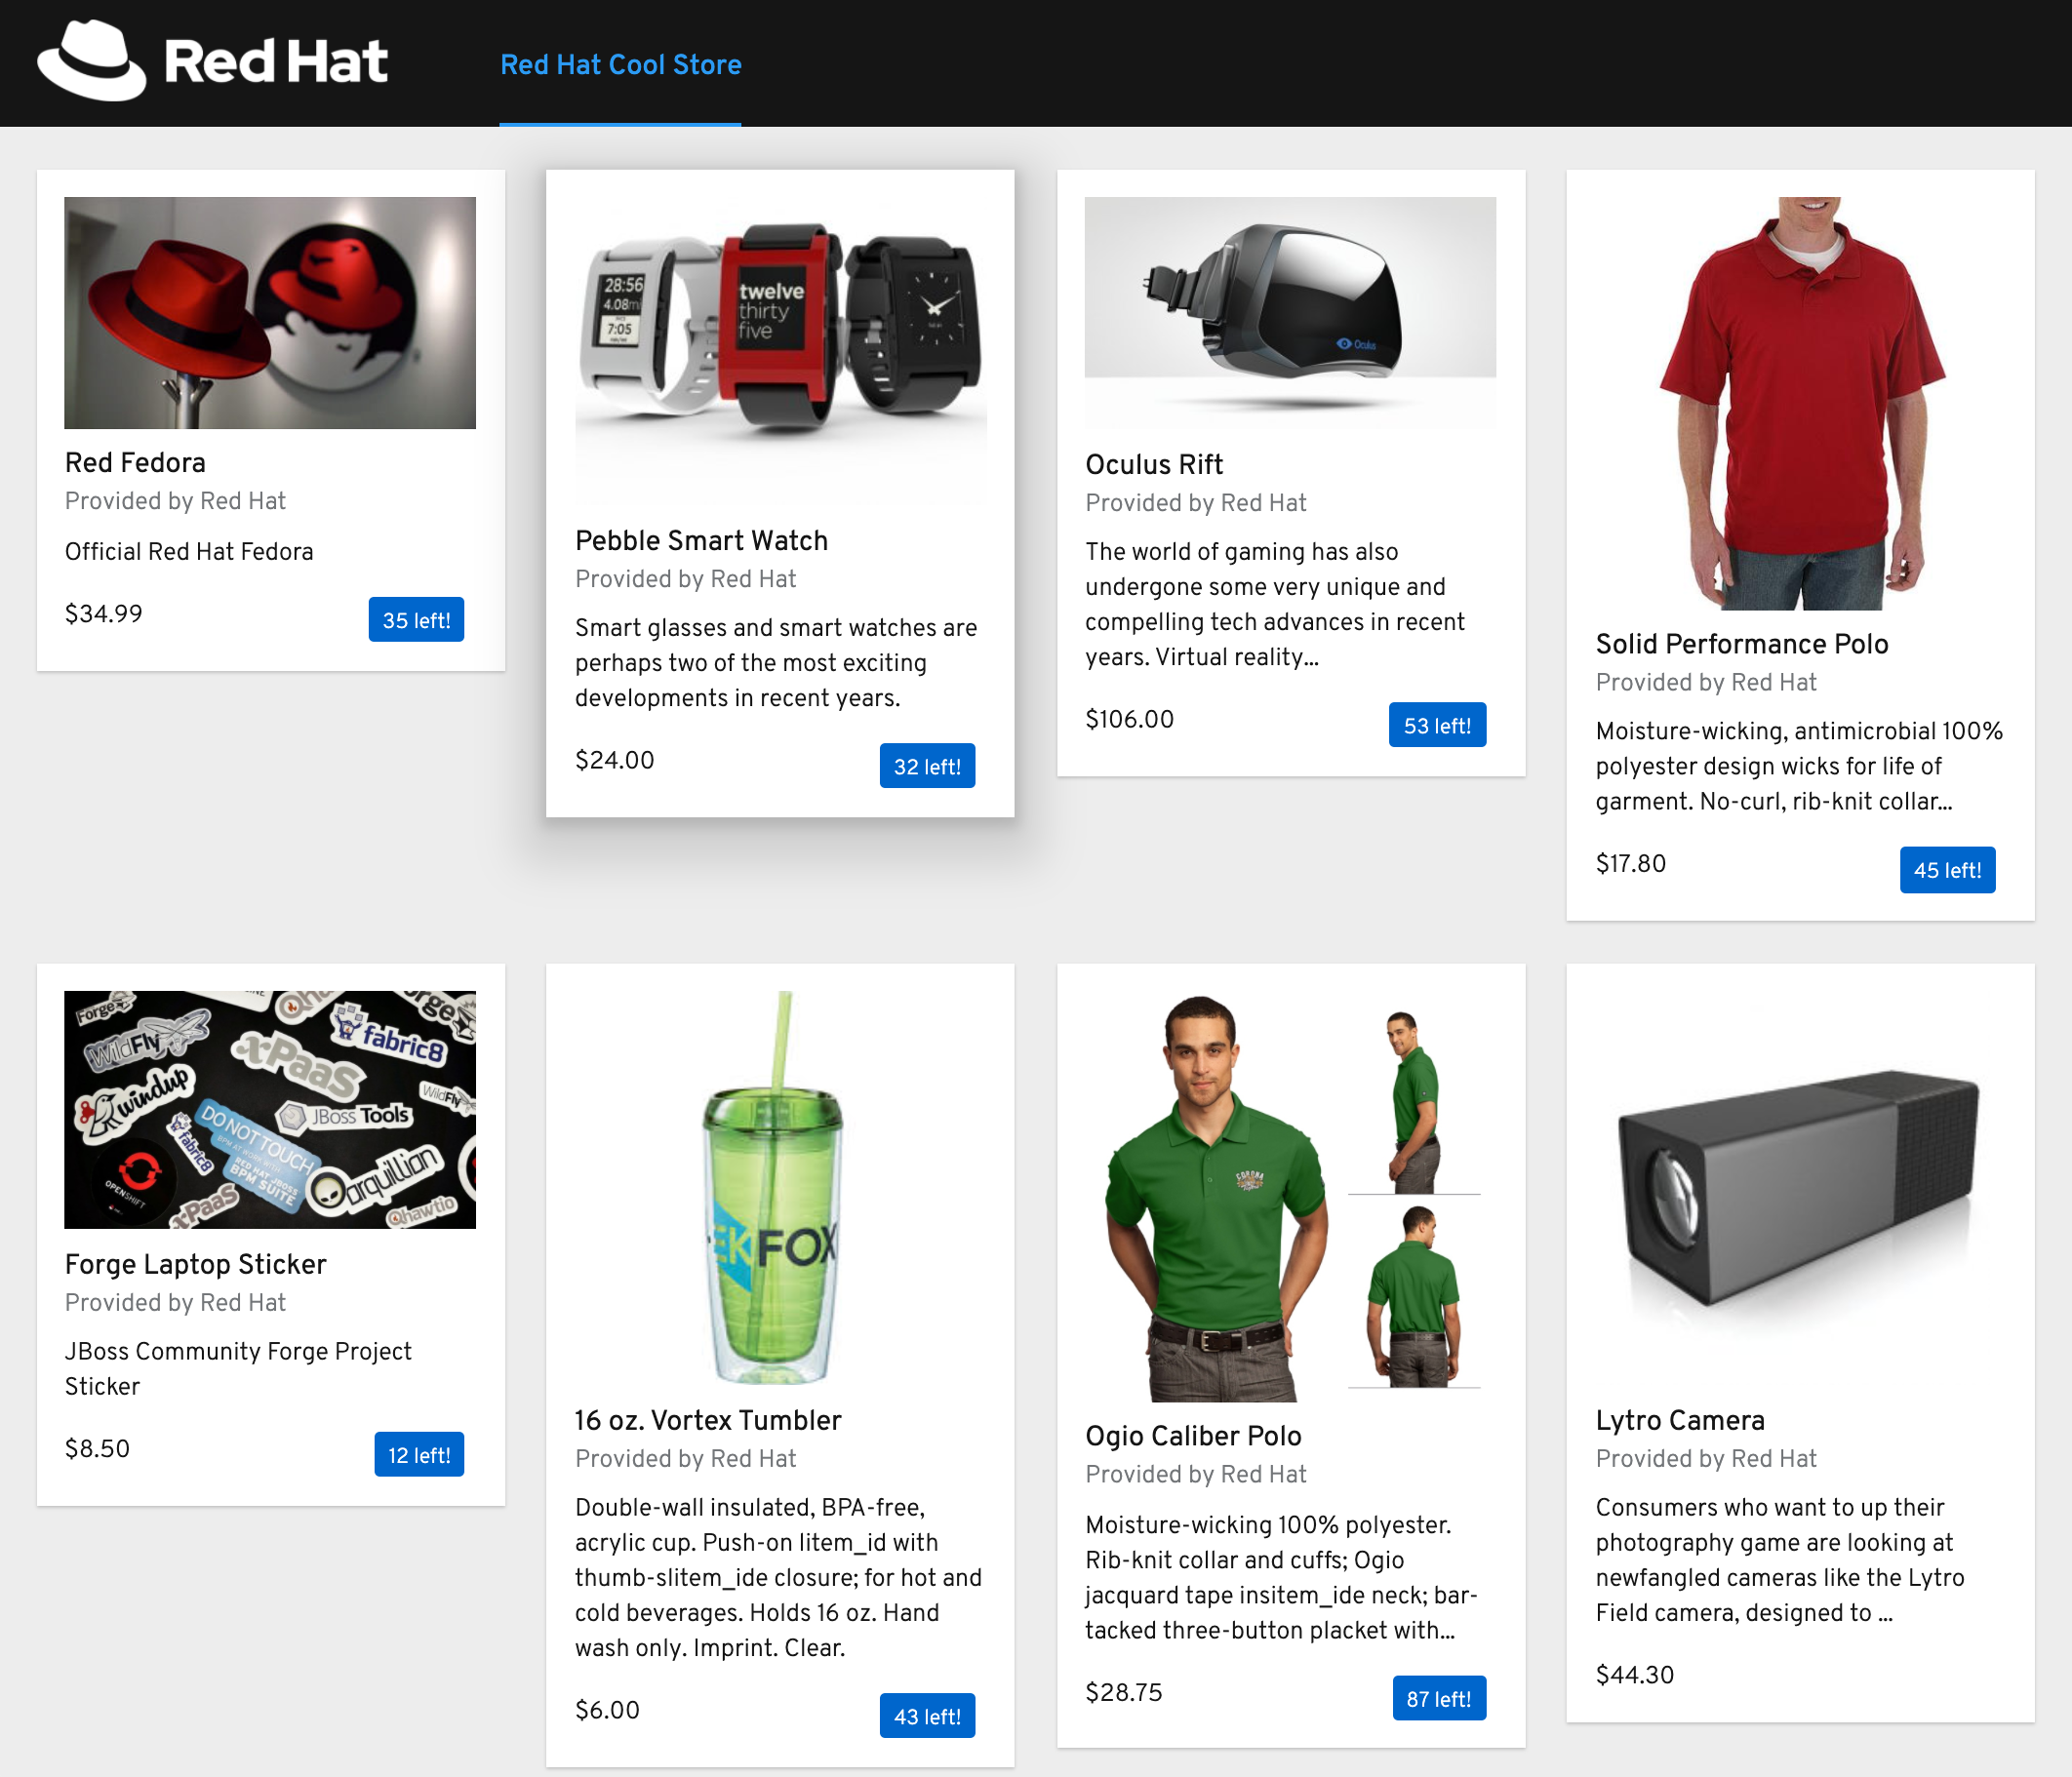 Red Hat
Red Hat Cool Store
28:56
4.08
7:05
twelve
thirty
five
Oculus
Red Fedora
Provided by Red Hat
Official Red Hat Fedora
$34.99
35 left!
Pebble Smart Watch
Provided by Red Hat
Smart glasses and smart watches are
perhaps two of the most exciting
developments in recent years.
$24.00
32 left!
Oculus Rift
Provided by Red Hat
The world of gaming has also
undergone some very unique and
compelling tech advances in recent
years. Virtual reality...
$106.00
53 left!
Solid Performance Polo
Provided by Red Hat
Moisture-wicking, antimicrobial 100%
polyester design wicks for life of
garment. No-curl, rib-knit collar...
$17.80
45 left!
Forge
WildFly
xPaaS
fabric8
windup
WildFly
JBoss Tools
fabric8
DO NOT TOUCH
BPM AT WORK WITH
RED HAT JBOSS
BPM SUITE
OPENSHIFT
arquillian
xPaaS
hawtio
Forge Laptop Sticker
Provided by Red Hat
JBoss Community Forge Project
Sticker
$8.50
12 left!
EKFOX
16 oz. Vortex Tumbler
Provided by Red Hat
Double-wall insulated, BPA-free,
acrylic cup. Push-on litem_id with
thumb-slitem_ide closure; for hot and
cold beverages. Holds 16 oz. Hand
wash only. Imprint. Clear.
$6.00
43 left!
CORONA
Ogio Caliber Polo
Provided by Red Hat
Moisture-wicking 100% polyester.
Rib-knit collar and cuffs; Ogio
jacquard tape insitem_ide neck; bar-
tacked three-button placket with...
$28.75
87 left!
Lytro Camera
Provided by Red Hat
Consumers who want to up their
photography game are looking at
newfangled cameras like the Lytro
Field camera, designed to ...
$44.30